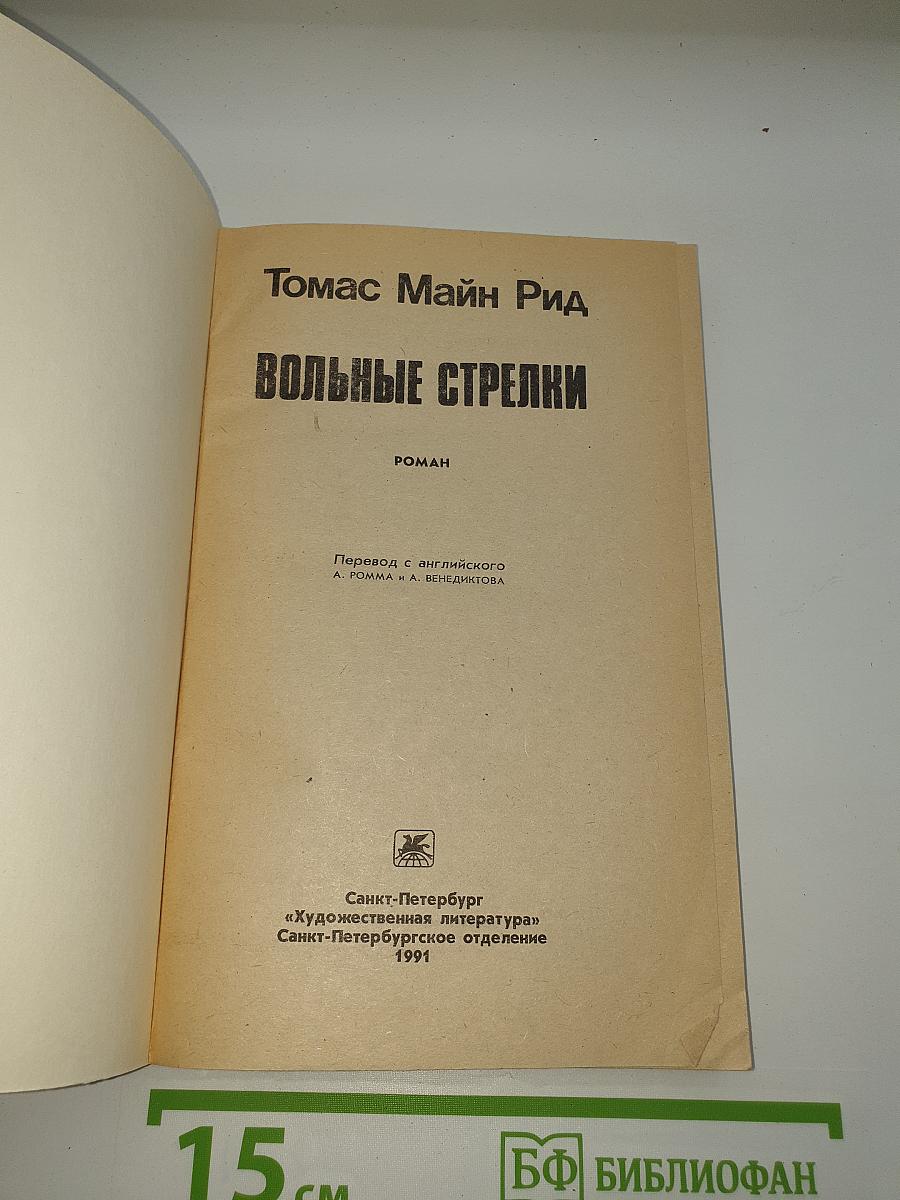 Томас Майн Рид
ВОЛЬНЫЕ СТРЕЛКИ
РОМАН
Перевод с английского
А. РОММА и А. ВЕНЕДИКТОВА
Санкт-Петербург
«Художественная литература»
Санкт-Петербургское отделение
1991
15 см
БФ БИБЛИОФАН